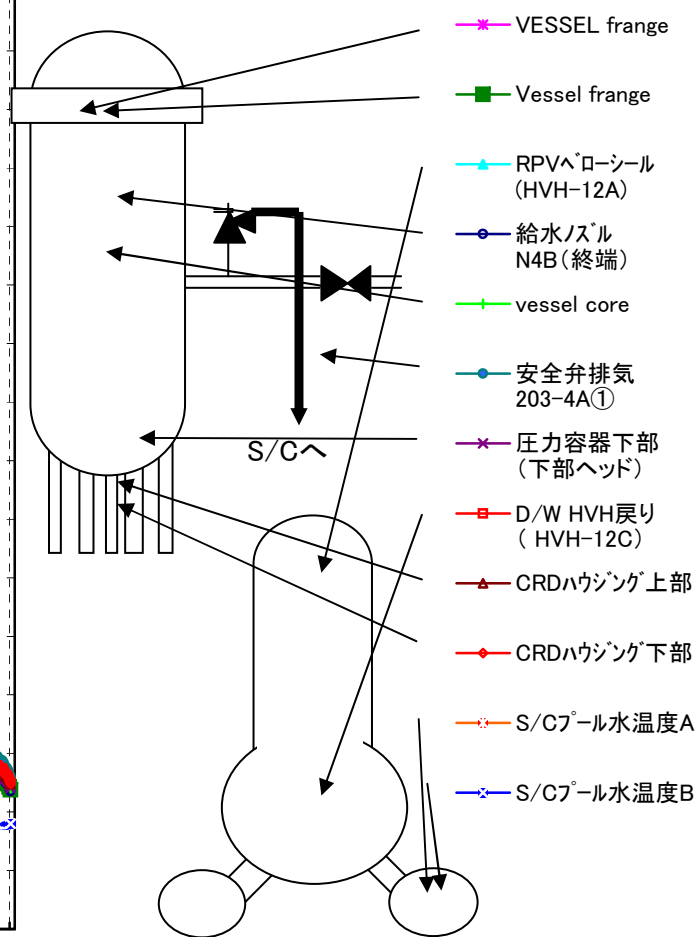 VESSEL frange
Vessel frange
RPVベローシール
(HVH-12A)
給水ノズル
N4B(終端)
vessel core
安全弁排気
203-4A①
圧力容器下部
(下部ヘッド)
D/W HVH戻り
( HVH-12C)
CRDハウジング上部
CRDハウジング下部
S/Cプール水温度A
S/Cプール水温度B
S/Cへ